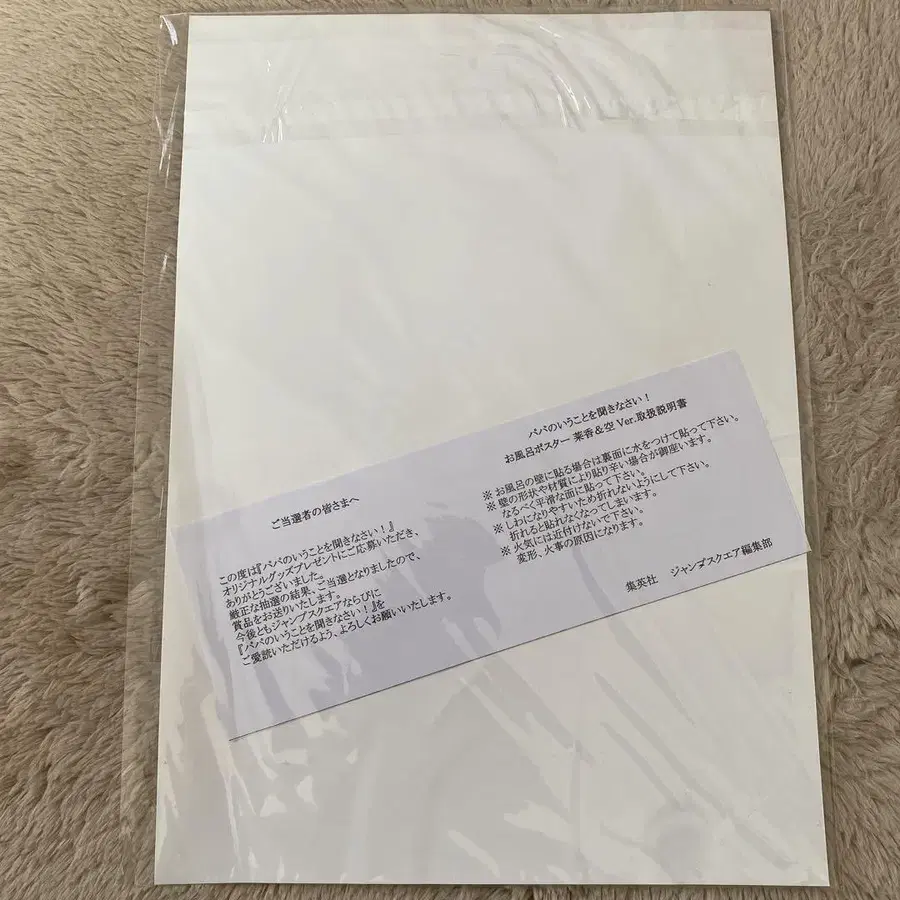 ご当選者の皆さまへ
この度は『パパのいうことを聞きなさい！』
オリジナルグッズプレゼントにご応募いただき、
ありがとうございました。
厳正な抽選の結果、ご当選となりましたので、
賞品をお送りいたします。
今後ともジャンプスクエアならびに
『パパのいうことを聞きなさい！』を
ご愛読いただけるよう、よろしくお願いいたします。
パパのいうことを聞きなさい！
お風呂ポスター 莱香＆空 Ver.取扱説明書
※ お風呂の壁に貼る場合は裏面に水をつけて貼って下さい。
※ 壁の形状や材質により貼り辛い場合が御座います。
なるべく平滑な面に貼って下さい。
※ しわになりやすいため折れないようにして下さい。
折れると貼れなくなってしまいます。
※ 火気には近付けないで下さい。
変形、火事の原因になります。
集英社 ジャンプスクエア編集部